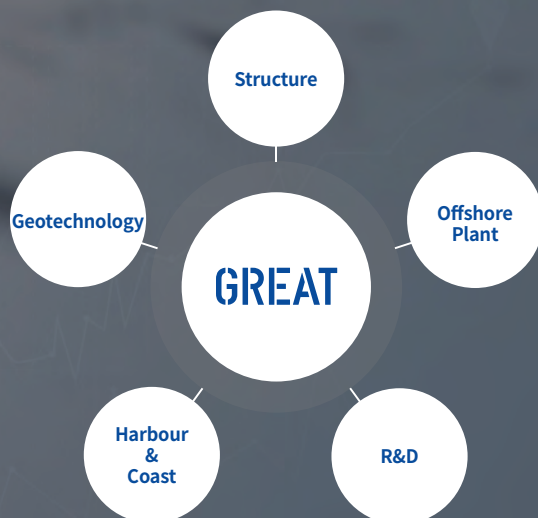 Structure
Geotechnology
Offshore
Plant
GREAT
Harbour
&
Coast
R&D